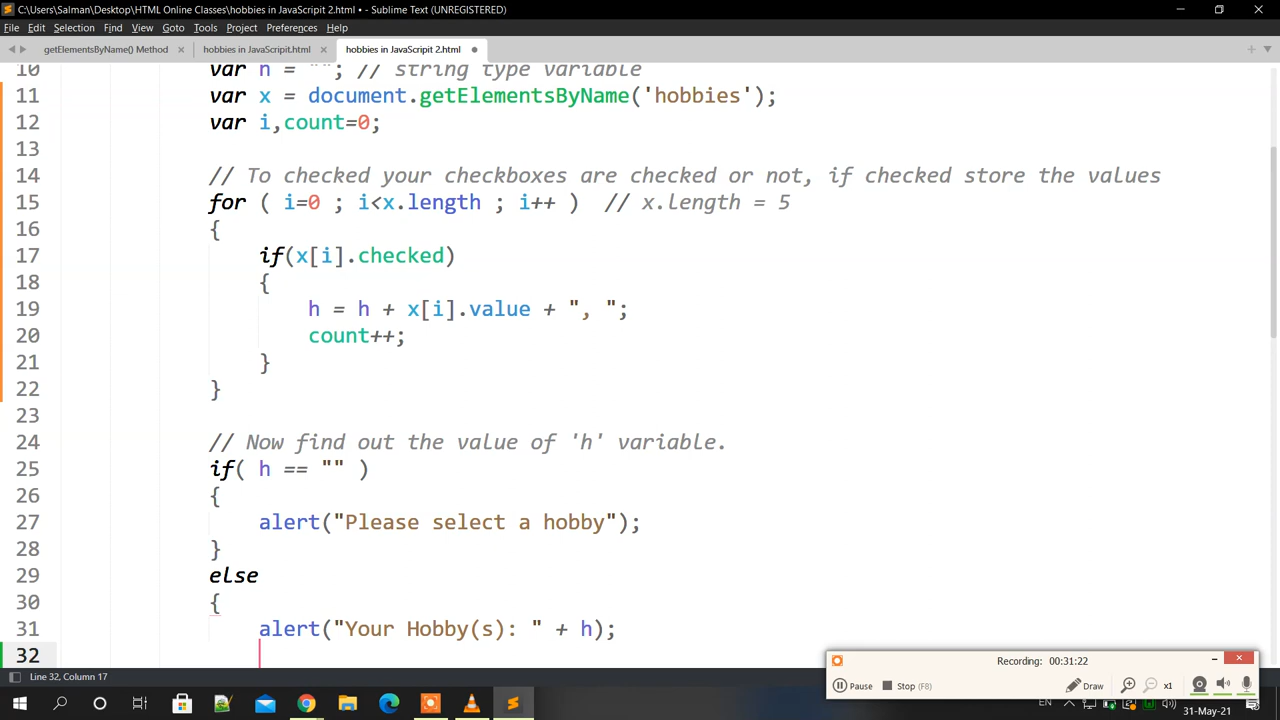 C:\Users\Salman\Desktop\HTML Online Classes\hobbies in JavaScripit 2.html • - Sublime Text (UNREGISTERED)
File Edit Selection Find View Goto Tools Project Preferences Help
getElementsByName() Method hobbies in JavaScripit.html hobbies in JavaScripit 2.html
10 var h = ""; // string type variable
11 var x = document.getElementsByName('hobbies');
12 var i,count=0;
13
14 // To checked your checkboxes are checked or not, if checked store the values
15 for ( i=0 ; i<x.length ; i++ ) // x.length = 5
16 {
17 if(x[i].checked)
18 {
19 h = h + x[i].value + ", ";
20 count++;
21 }
22 }
23
24 // Now find out the value of 'h' variable.
25 if( h == "" )
26 {
27 alert("Please select a hobby");
28 }
29 else
30 {
31 alert("Your Hobby(s): " + h);
32
Recording: 00:31:22
Line 32, Column 17
Pause Stop (F8) x1 Draw
EN
31-May-21